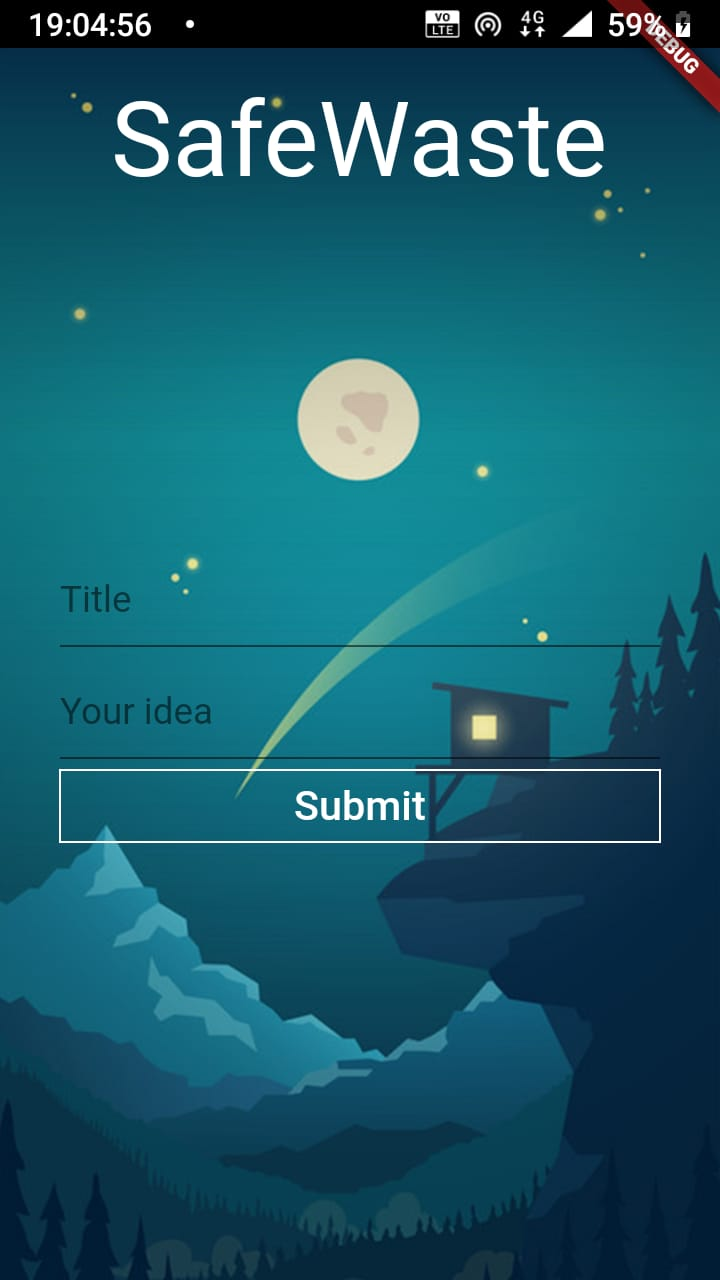 19:04:56 VO LTE 4G 59%
DEBUG
SafeWaste
Title
Your idea
Submit